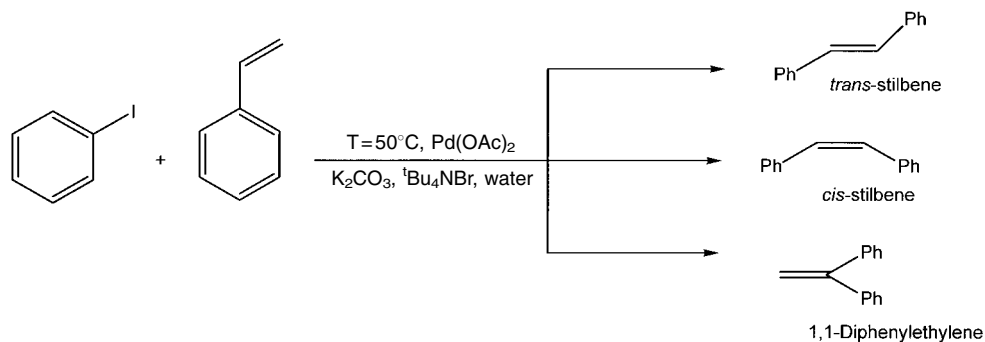 Ph
Ph
trans-stilbene
I
+
T=50°C, Pd(OAc)₂
K₂CO₃, ᵗBu₄NBr, water
Ph Ph
cis-stilbene
Ph
Ph
1,1-Diphenylethylene